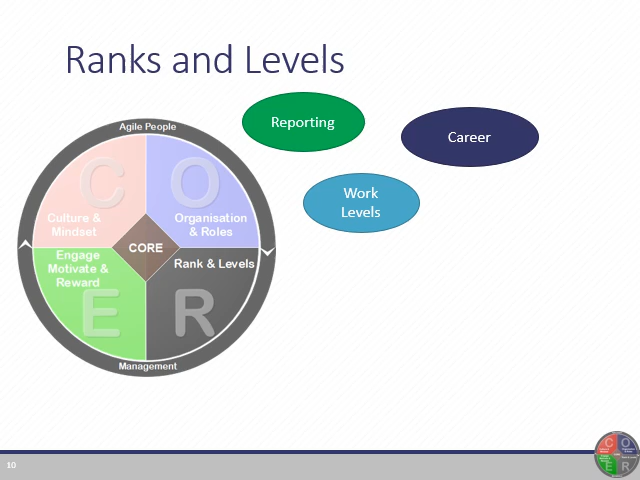 Ranks and Levels
Reporting
Career
Work
Levels
Agile People
C
O
Culture &
Mindset
Organisation
& Roles
CORE
Engage
Motivate &
Reward
Rank & Levels
E
R
Management
10
C
O
E
R